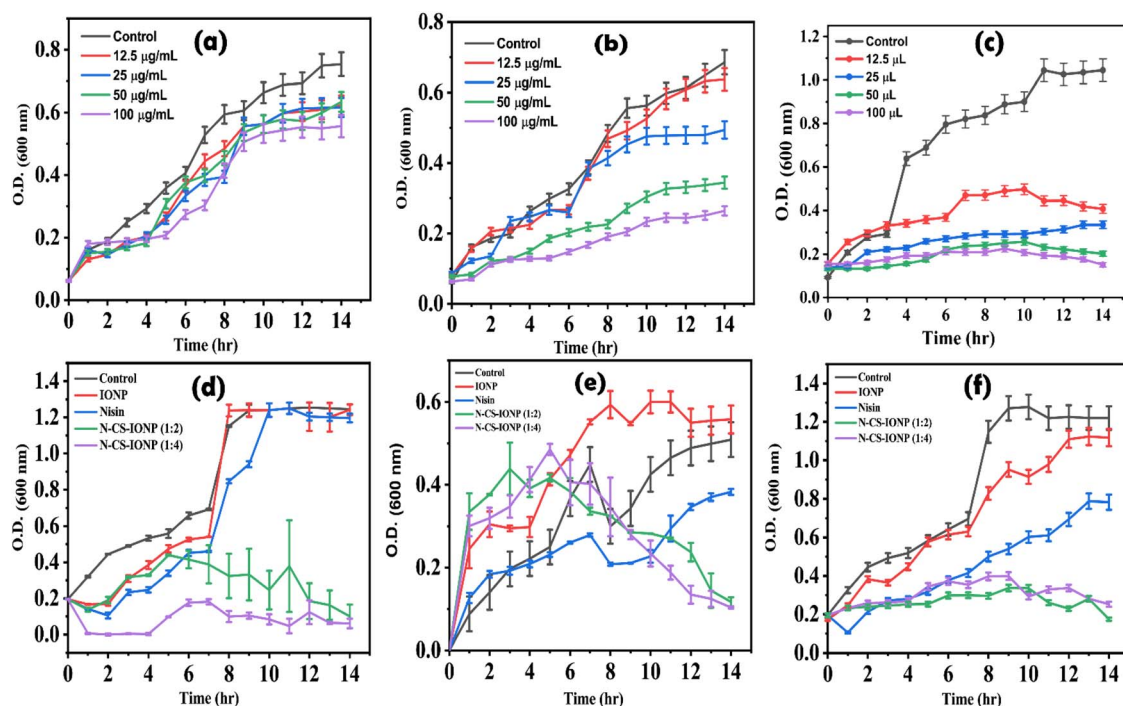 (a)
Control
12.5 µg/mL
25 µg/mL
50 µg/mL
100 µg/mL
O.D. (600 nm)
0.8
0.6
0.4
0.2
0.0
0 2 4 6 8 10 12 14
Time (hr)
(b)
Control
12.5 µg/mL
25 µg/mL
50 µg/mL
100 µg/mL
O.D. (600 nm)
0.8
0.6
0.4
0.2
0.0
0 2 4 6 8 10 12 14
Time (hr)
(c)
Control
12.5 µL
25 µL
50 µL
100 µL
O.D. (600 nm)
1.2
1.0
0.8
0.6
0.4
0.2
0.0
0 2 4 6 8 10 12 14
Time (hr)
(d)
Control
IONP
Nisin
N-CS-IONP (1:2)
N-CS-IONP (1:4)
O.D. (600 nm)
1.4
1.2
1.0
0.8
0.6
0.4
0.2
0.0
0 2 4 6 8 10 12 14
Time (hr)
(e)
Control
IONP
Nisin
N-CS-IONP (1:2)
N-CS-IONP (1:4)
O.D. (600 nm)
0.6
0.4
0.2
0.0
0 2 4 6 8 10 12 14
Time (hr)
(f)
Control
IONP
Nisin
N-CS-IONP (1:2)
N-CS-IONP (1:4)
O.D. (600 nm)
1.4
1.2
1.0
0.8
0.6
0.4
0.2
0.0
0 2 4 6 8 10 12 14
Time (hr)